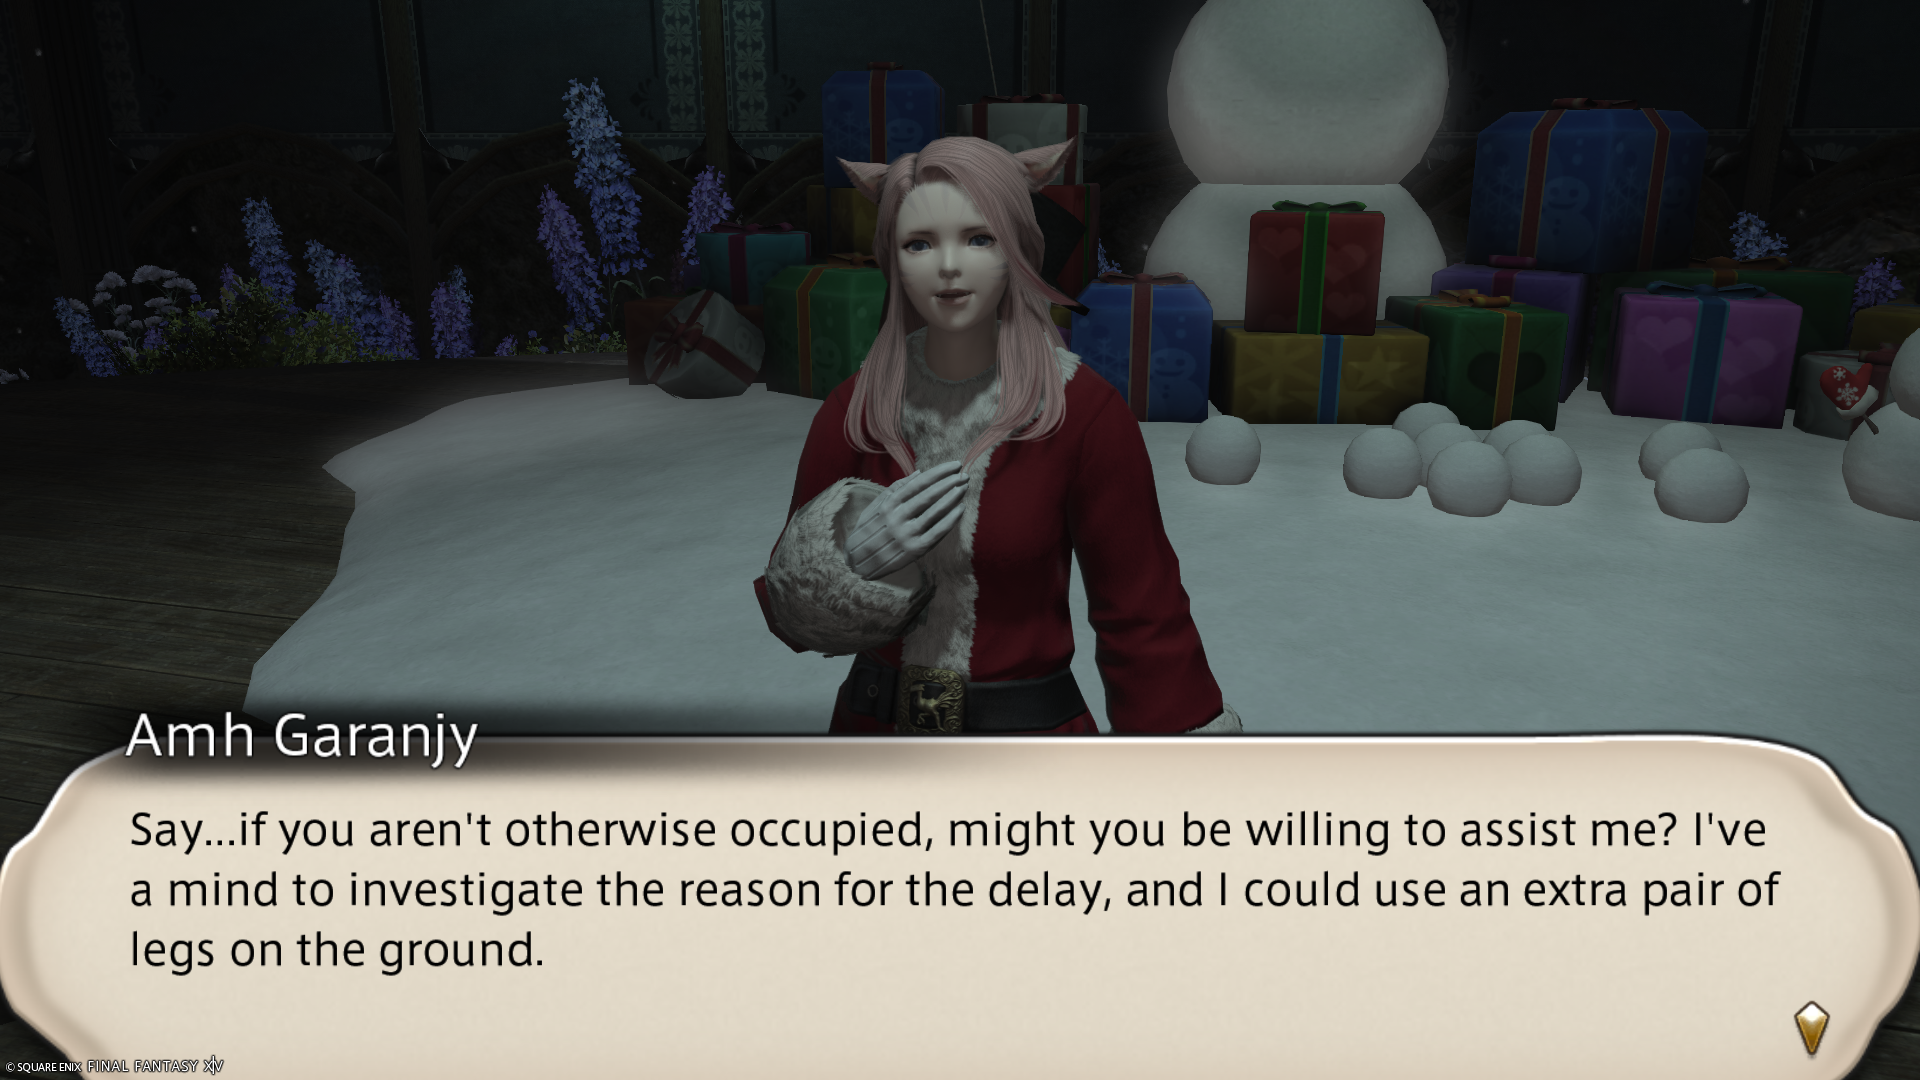 Amh Garanjy
Say...if you aren't otherwise occupied, might you be willing to assist me? I've
a mind to investigate the reason for the delay, and I could use an extra pair of
legs on the ground.
© SQUARE ENIX FINAL FANTASY XIV